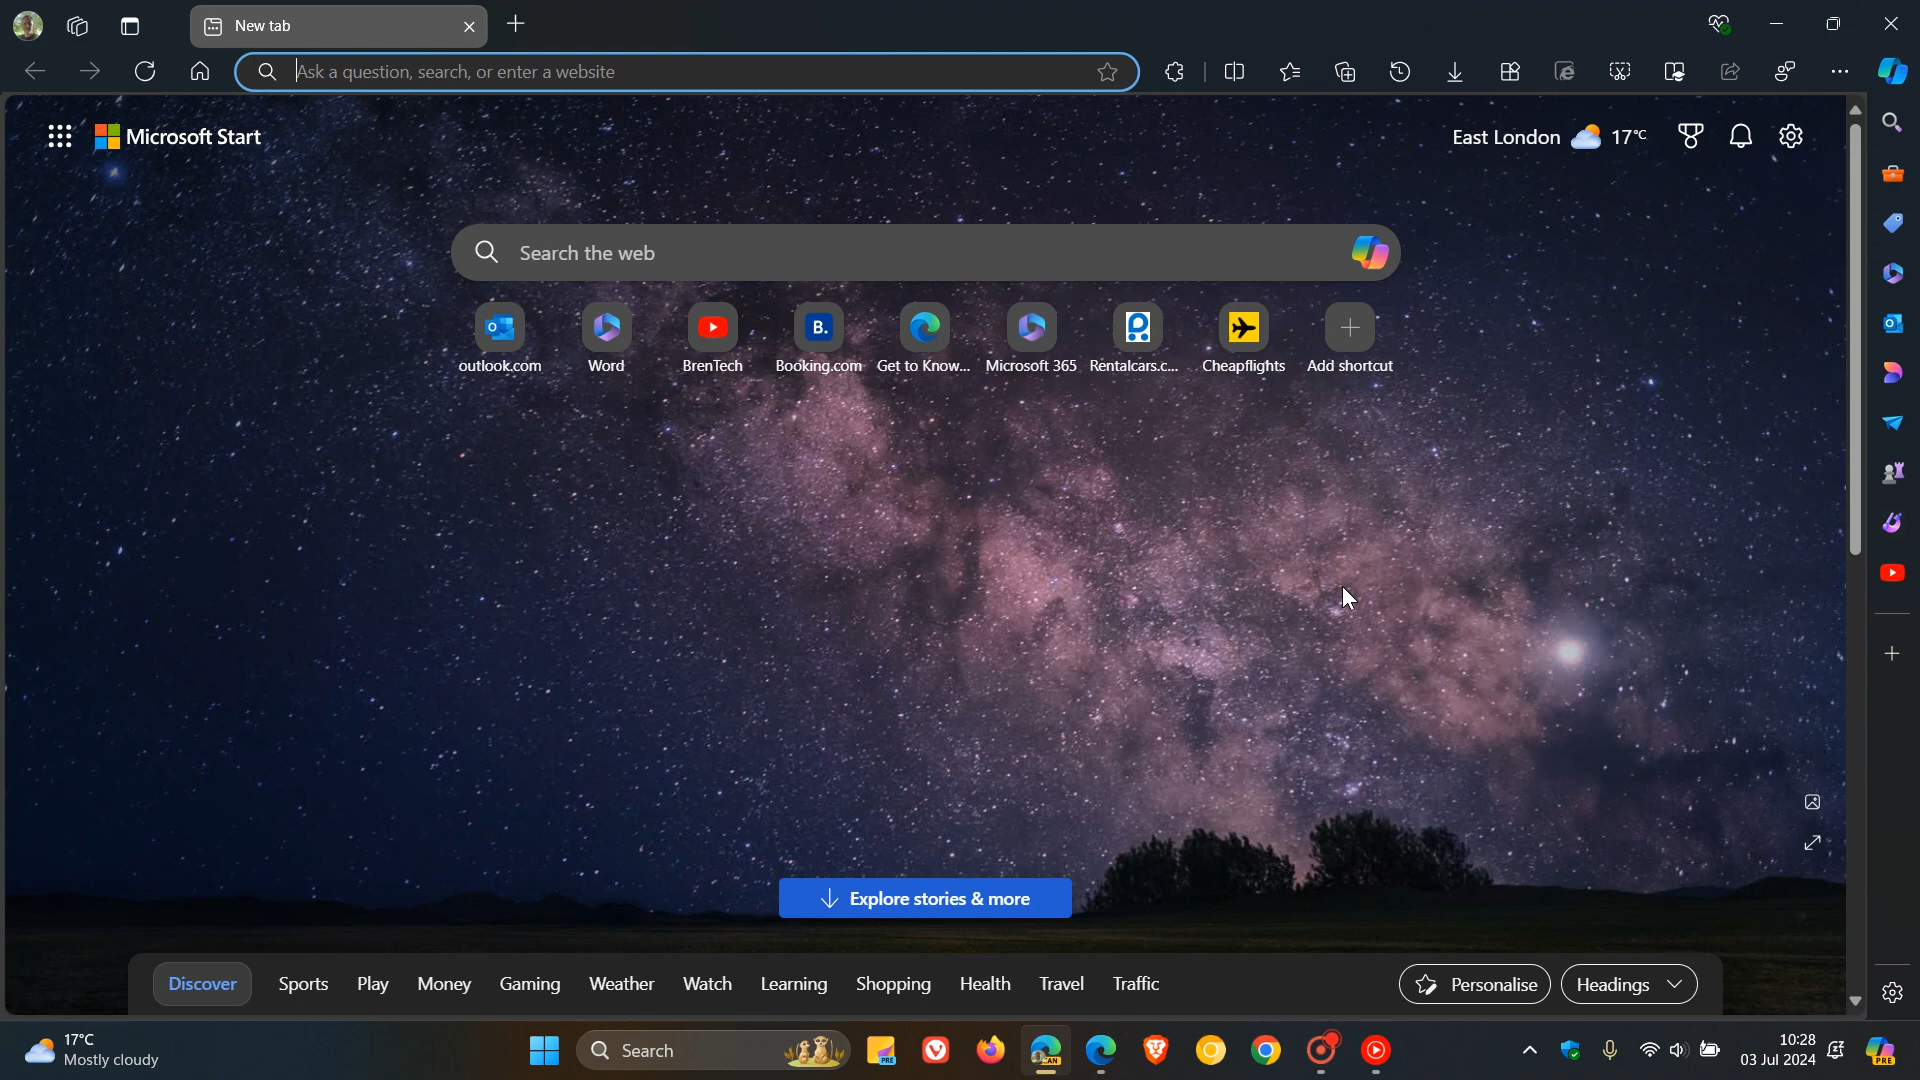 New tab
Ask a question, search, or enter a website
Microsoft Start
East London 17°C
Search the web
outlook.com
Word
BrenTech
B.
Booking.com
Get to Know...
Microsoft 365
Rentalcars.c...
Cheapflights
Add shortcut
Explore stories & more
Discover Sports Play Money Gaming Weather Watch Learning Shopping Health Travel Traffic
Personalise
Headings
17°C
Mostly cloudy
Search
PRE
CAN
10:28
03 Jul 2024
PRE